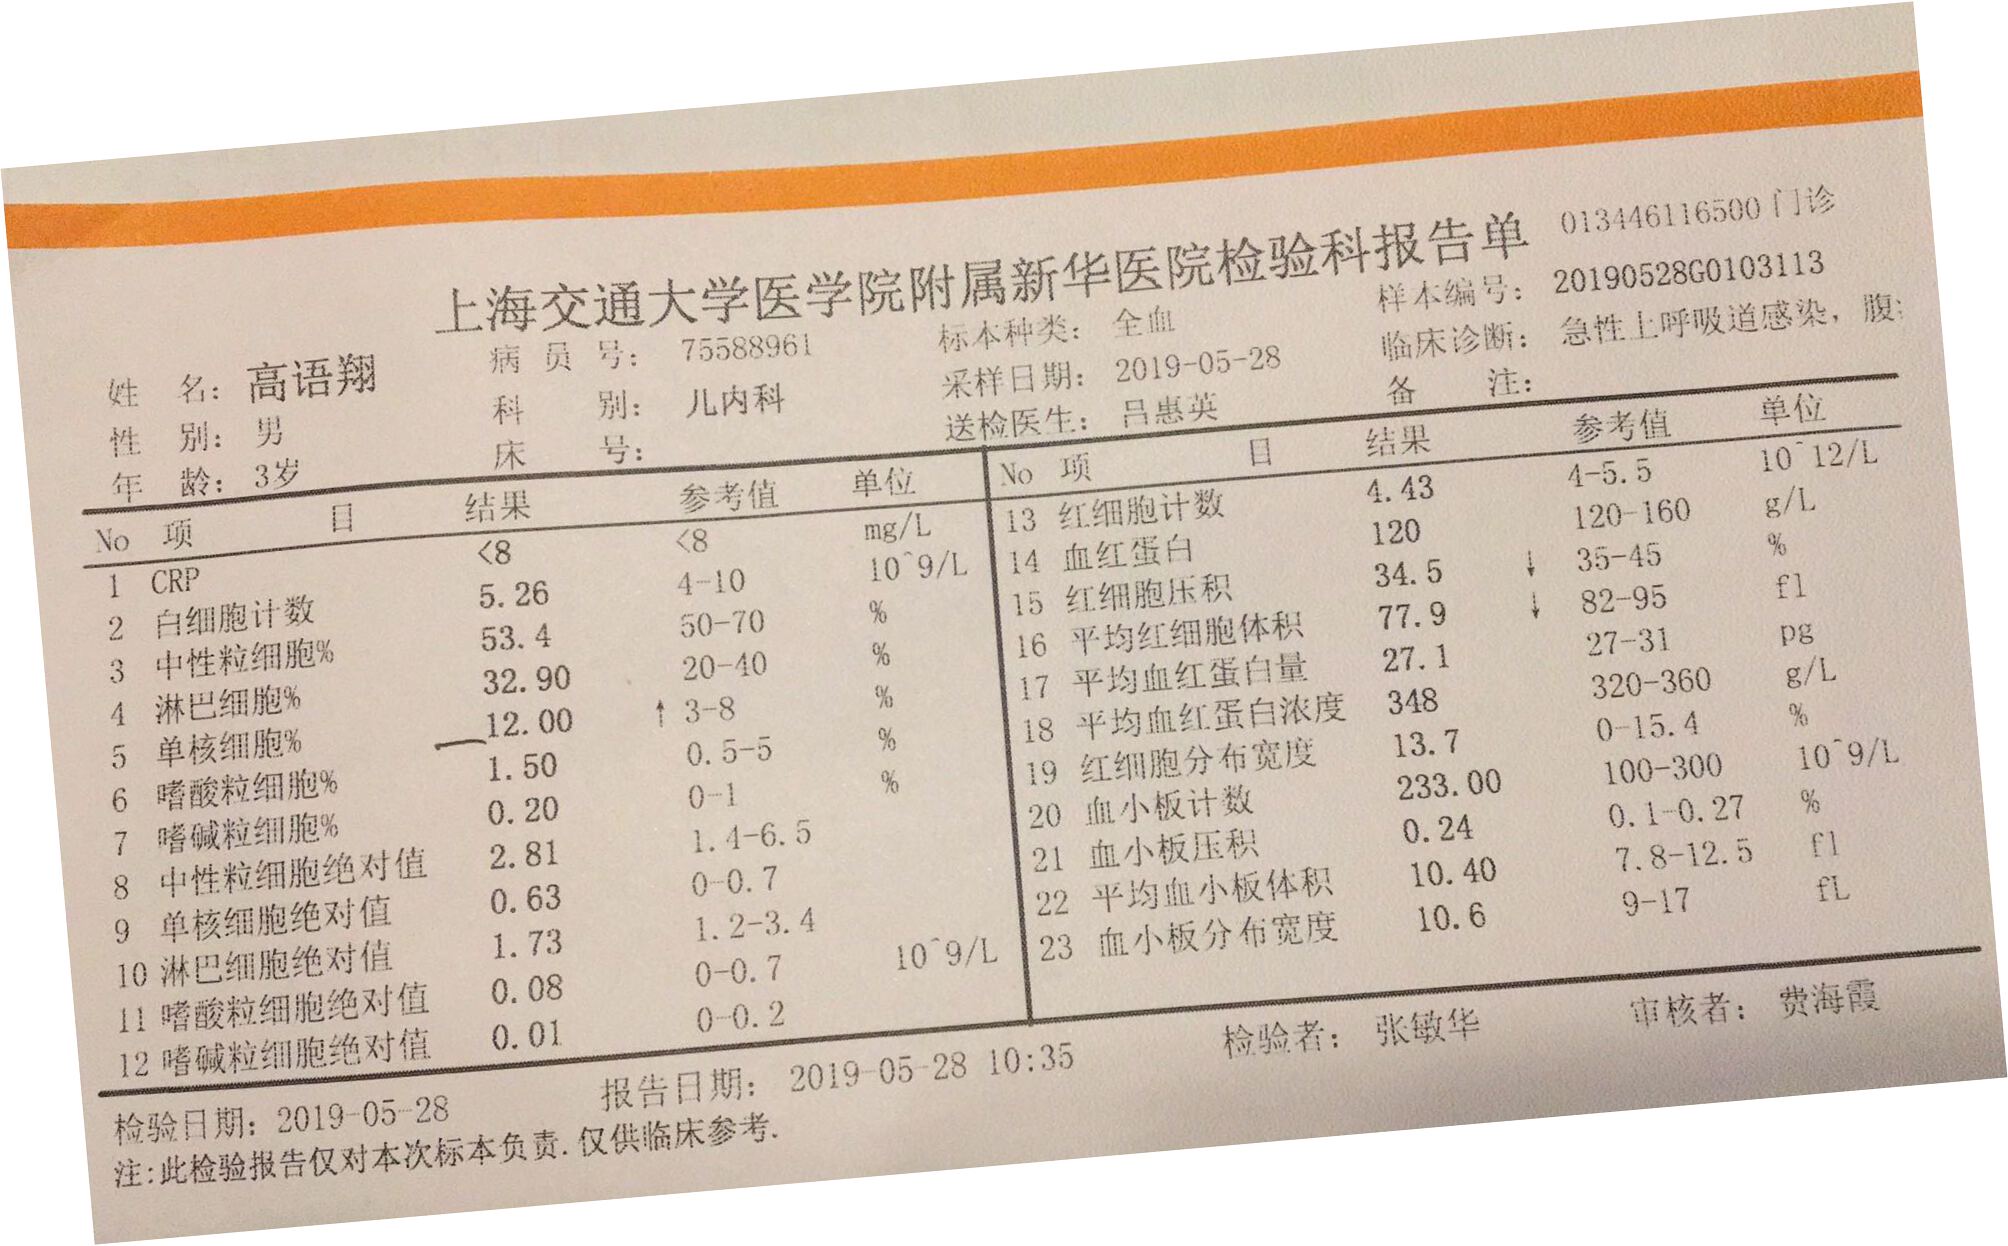 013446116500 门诊
上海交通大学医学院附属新华医院检验科报告单
姓 名: 高语翔 病 员 号: 75588961 标本种类: 全血 样本编号: 20190528G0103113
性 别: 男 科 别: 儿内科 采样日期: 2019-05-28 临床诊断: 急性上呼吸道感染, 腹
年 龄: 3岁 床 号: 送检医生: 吕惠英 备 注:
No 项 目 结果 参考值 单位
1 CRP <8 <8 mg/L
2 白细胞计数 5.26 4-10 10^9/L
3 中性粒细胞% 53.4 50-70 %
4 淋巴细胞% 32.90 20-40 %
5 单核细胞% 12.00 ↑ 3-8 %
6 嗜酸粒细胞% 1.50 0.5-5 %
7 嗜碱粒细胞% 0.20 0-1 %
8 中性粒细胞绝对值 2.81 1.4-6.5
9 单核细胞绝对值 0.63 0-0.7
10 淋巴细胞绝对值 1.73 1.2-3.4
11 嗜酸粒细胞绝对值 0.08 0-0.7 10^9/L
12 嗜碱粒细胞绝对值 0.01 0-0.2
No 项 目 结果 参考值 单位
13 红细胞计数 4.43 4-5.5 10^12/L
14 血红蛋白 120 120-160 g/L
15 红细胞压积 34.5 ↓ 35-45 %
16 平均红细胞体积 77.9 ↓ 82-95 fl
17 平均血红蛋白量 27.1 27-31 pg
18 平均血红蛋白浓度 348 320-360 g/L
19 红细胞分布宽度 13.7 0-15.4 %
20 血小板计数 233.00 100-300 10^9/L
21 血小板压积 0.24 0.1-0.27 %
22 平均血小板体积 10.40 7.8-12.5 fl
23 血小板分布宽度 10.6 9-17 fL
检验日期: 2019-05-28 报告日期: 2019-05-28 10:35 检验者: 张敏华 审核者: 费海霞
注:此检验报告仅对本次标本负责.仅供临床参考.